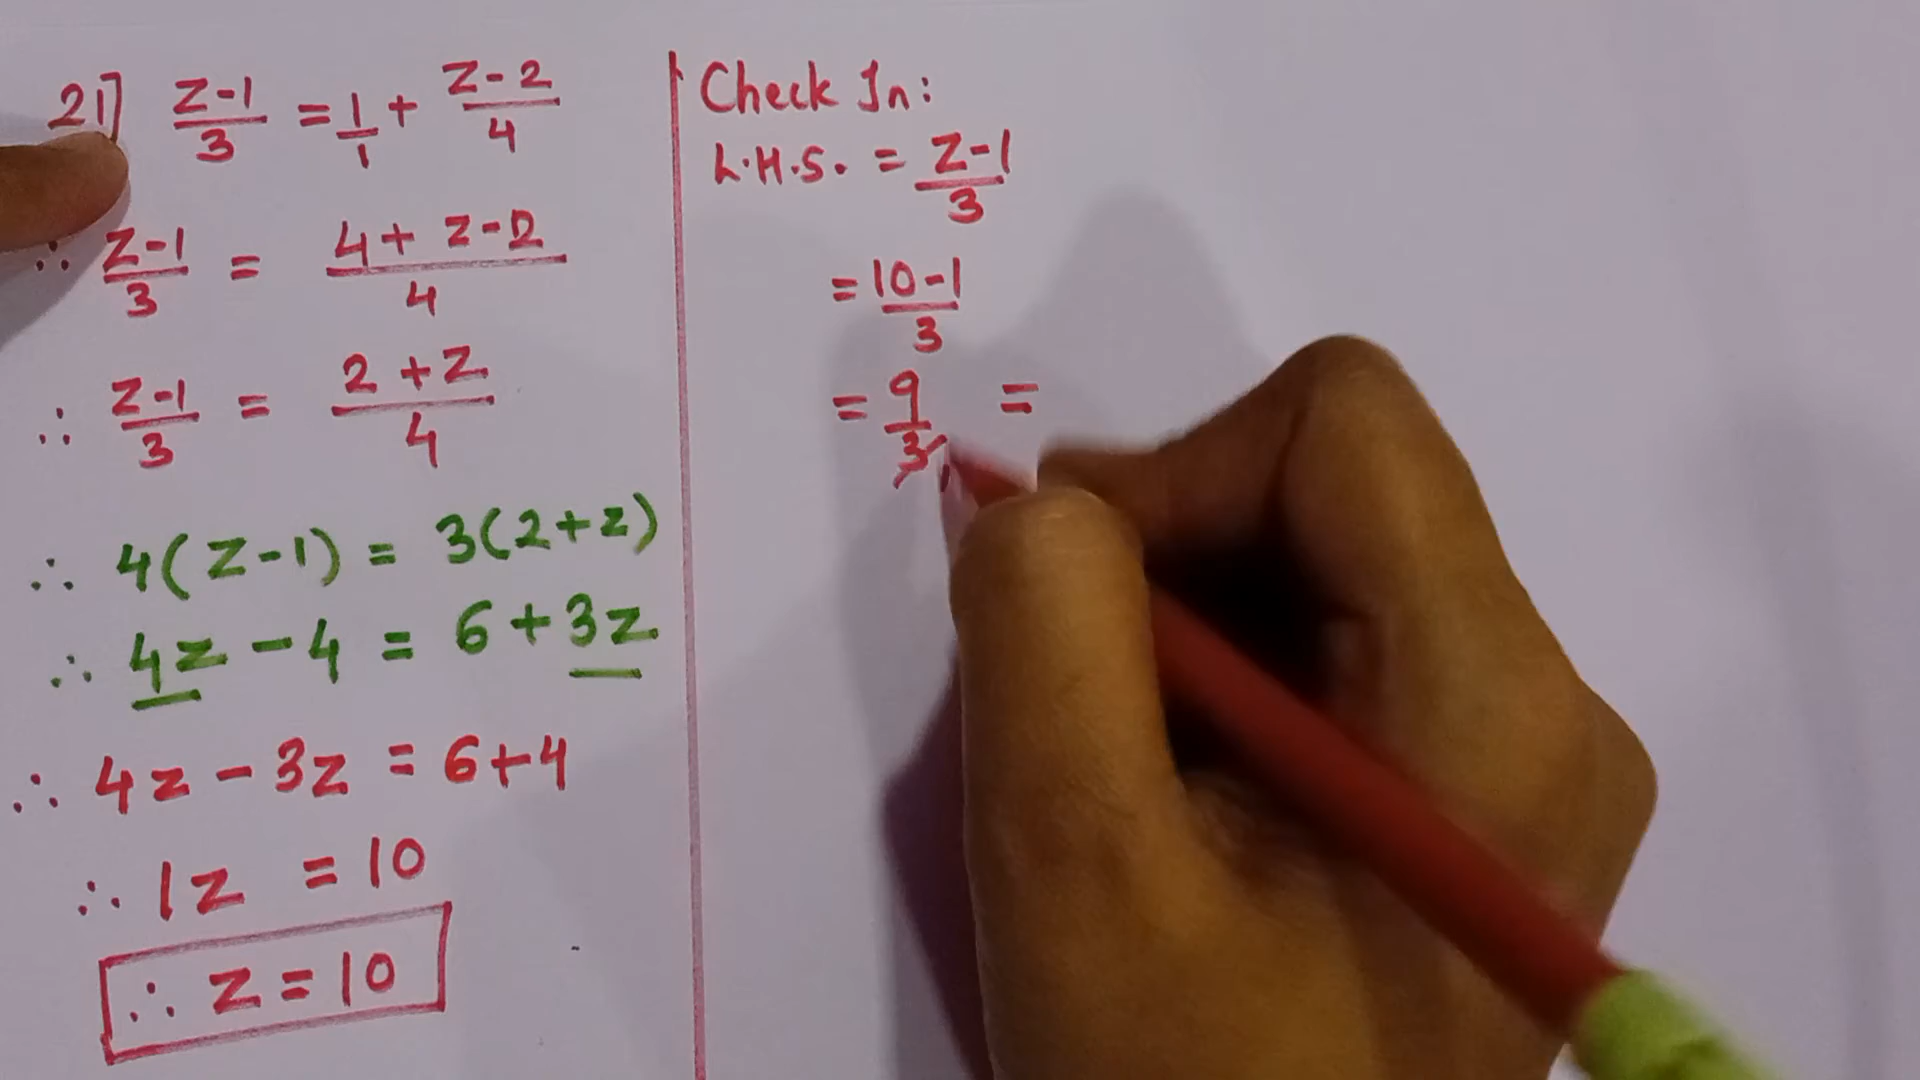 21] z-1/3 = 1/1 + z-2/4
∴ z-1/3 = 4+z-2/4
∴ z-1/3 = 2+z/4
∴ 4(z-1) = 3(2+z)
∴ 4z-4 = 6+3z
∴ 4z-3z = 6+4
∴ 1z = 10
∴ z = 10
Check In:
L.H.S. = z-1/3
= 10-1/3
= 9/3 =